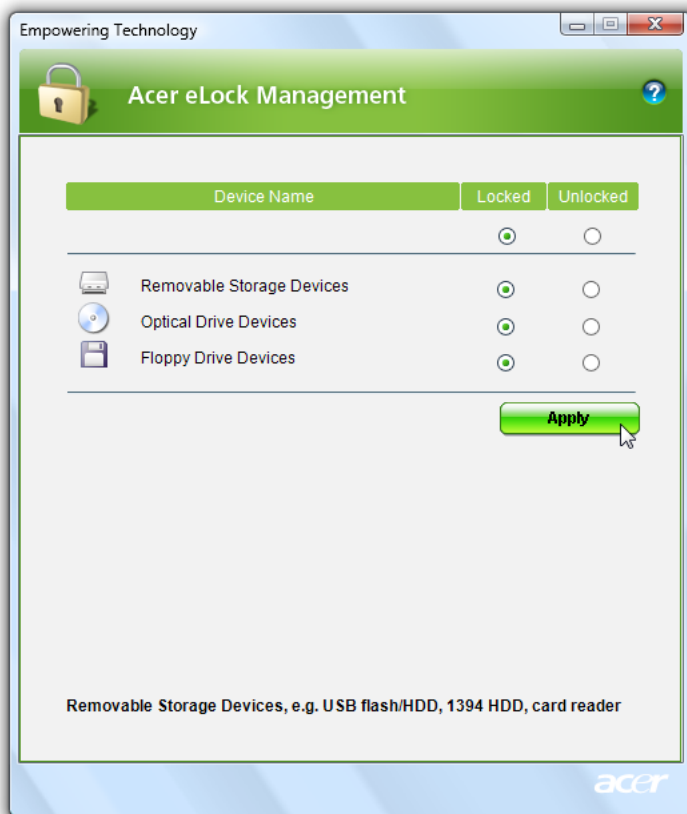 Empowering Technology
Acer eLock Management
Device Name Locked Unlocked
Removable Storage Devices
Optical Drive Devices
Floppy Drive Devices
Apply
Removable Storage Devices, e.g. USB flash/HDD, 1394 HDD, card reader
acer